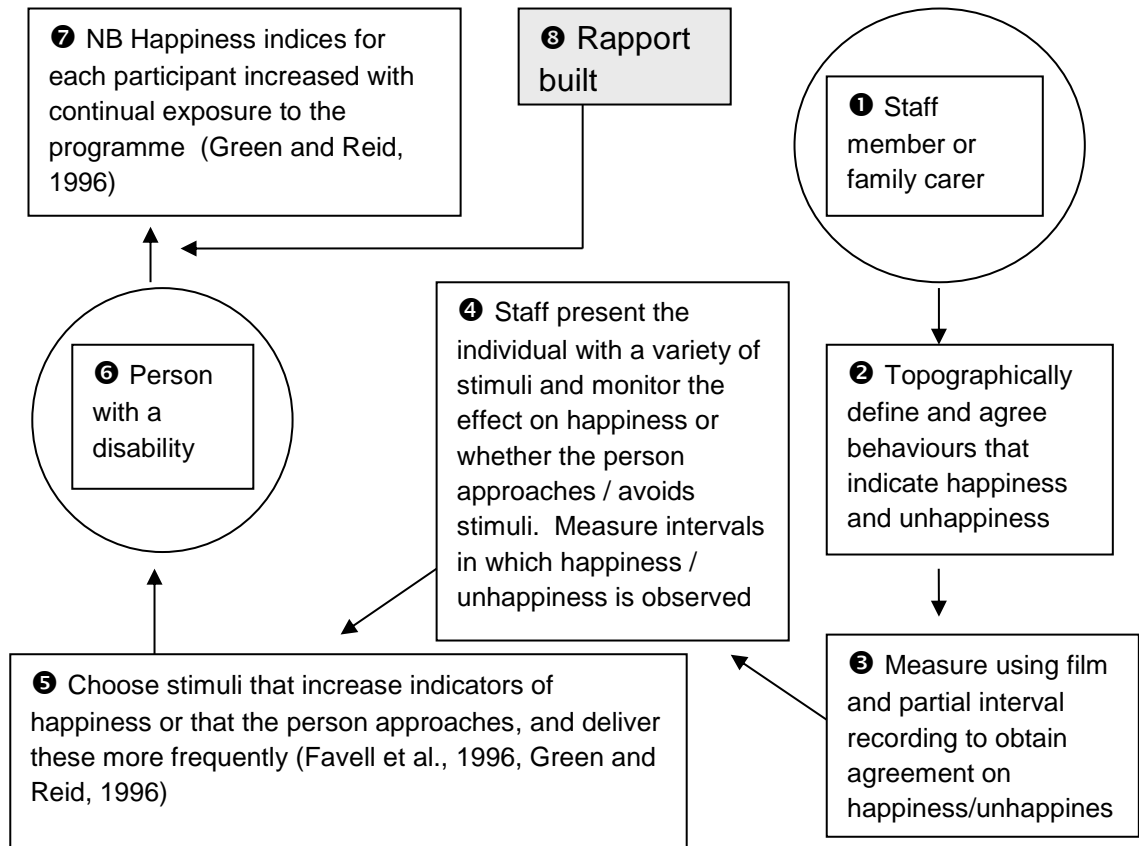 ❼ NB Happiness indices for
each participant increased with
continual exposure to the
programme (Green and Reid,
1996)
❽ Rapport
built
❶ Staff
member or
family carer
❹ Staff present the
individual with a variety of
stimuli and monitor the
effect on happiness or
whether the person
approaches / avoids
stimuli. Measure intervals
in which happiness /
unhappiness is observed
❻ Person
with a
disability
❷ Topographically
define and agree
behaviours that
indicate happiness
and unhappiness
❺ Choose stimuli that increase indicators of
happiness or that the person approaches, and deliver
these more frequently (Favell et al., 1996, Green and
Reid, 1996)
❸ Measure using film
and partial interval
recording to obtain
agreement on
happiness/unhappines